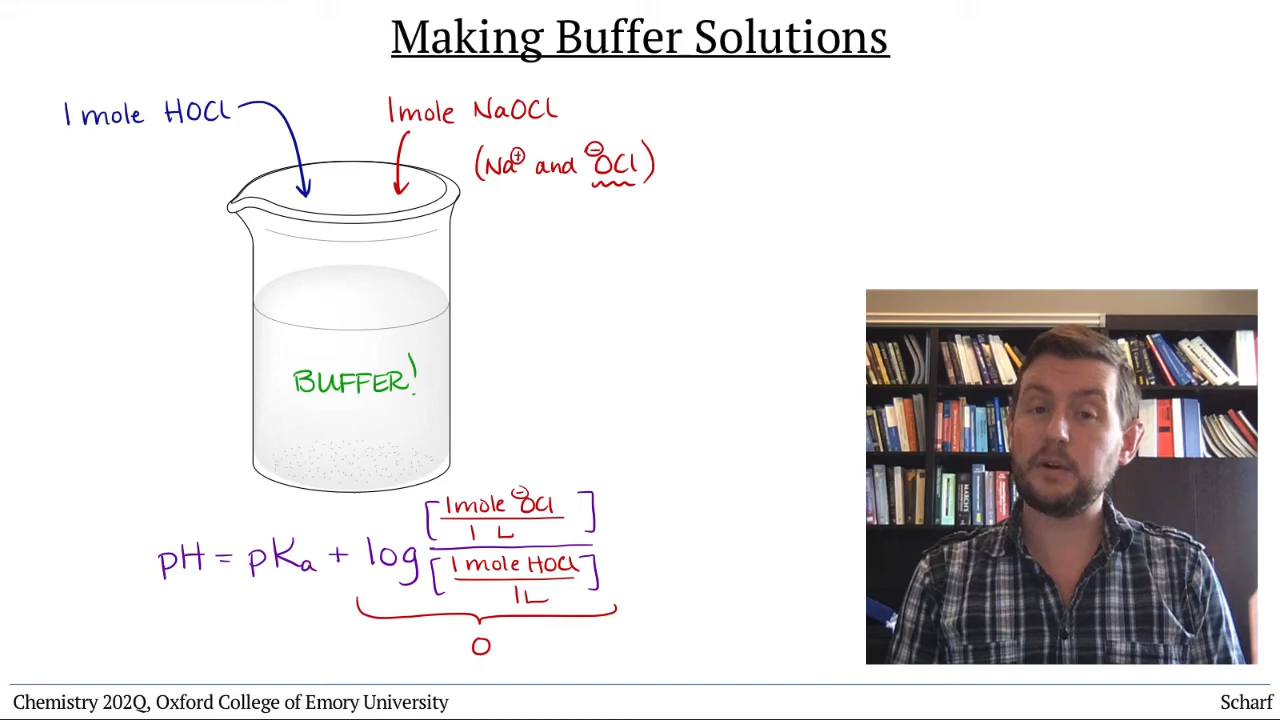 Making Buffer Solutions
1 mole HOCl
1 mole NaOCl
(Na⊕ and ⊖OCl)
BUFFER!
pH = pKa + log [1 mole ⊖OCl / 1 L] / [1 mole HOCl / 1 L]
0
Chemistry 202Q, Oxford College of Emory University
Scharf